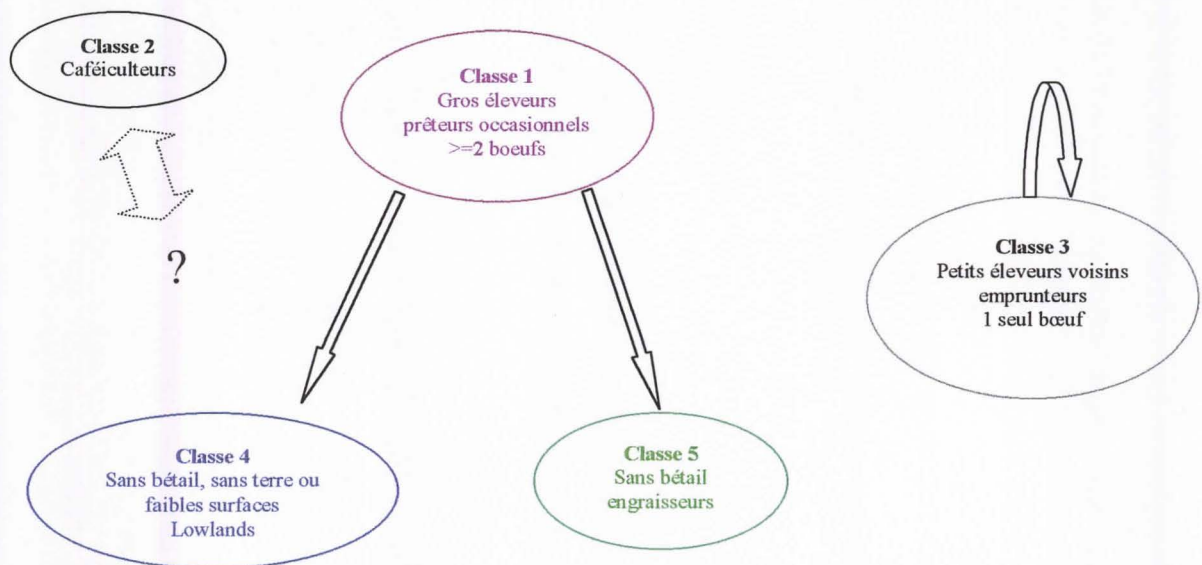 Classe 2
Caféiculteurs
Classe 1
Gros éleveurs
prêteurs occasionnels
>=2 boeufs
?
Classe 3
Petits éleveurs voisins
emprunteurs
1 seul bœuf
Classe 4
Sans bétail, sans terre ou
faibles surfaces
Lowlands
Classe 5
Sans bétail
engraisseurs